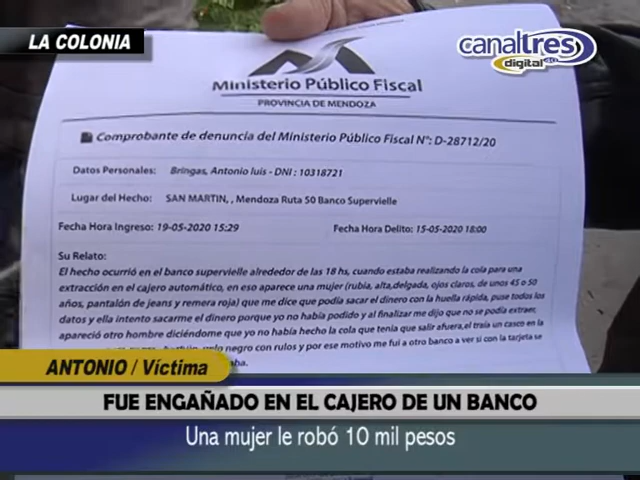 LA COLONIA
canaltres
digital
Ministerio Público Fiscal
PROVINCIA DE MENDOZA
Comprobante de denuncia del Ministerio Público Fiscal N°: D-28712/20
Datos Personales: Bringas, Antonio luis - DNI : 10318721
Lugar del Hecho: SAN MARTIN, , Mendoza Ruta 50 Banco Supervielle
Fecha Hora Ingreso: 19-05-2020 15:29 Fecha Hora Delito: 15-05-2020 18:00
Su Relato:
El hecho ocurrió en el banco supervielle alrededor de las 18 hs, cuando estaba realizando la cola para una
extracción en el cajero automático, en eso aparece una mujer (rubia, alta,delgada, ojos claros, de unos 45 o 50
años, pantalón de jeans y remera roja) que me dice que podía sacar el dinero con la huella rápida, puse todos los
datos y ella intento sacarme el dinero porque yo no había podido y al finalizar me dijo que no se podía extraer,
apareció otro hombre diciéndome que yo no había hecho la cola que tenia que salir afuera,el traía un casco en la
pelo negro con rulos y por ese motivo me fui a otro banco a ver si con la tarjeta se
ANTONIO / Víctima
FUE ENGAÑADO EN EL CAJERO DE UN BANCO
Una mujer le robó 10 mil pesos